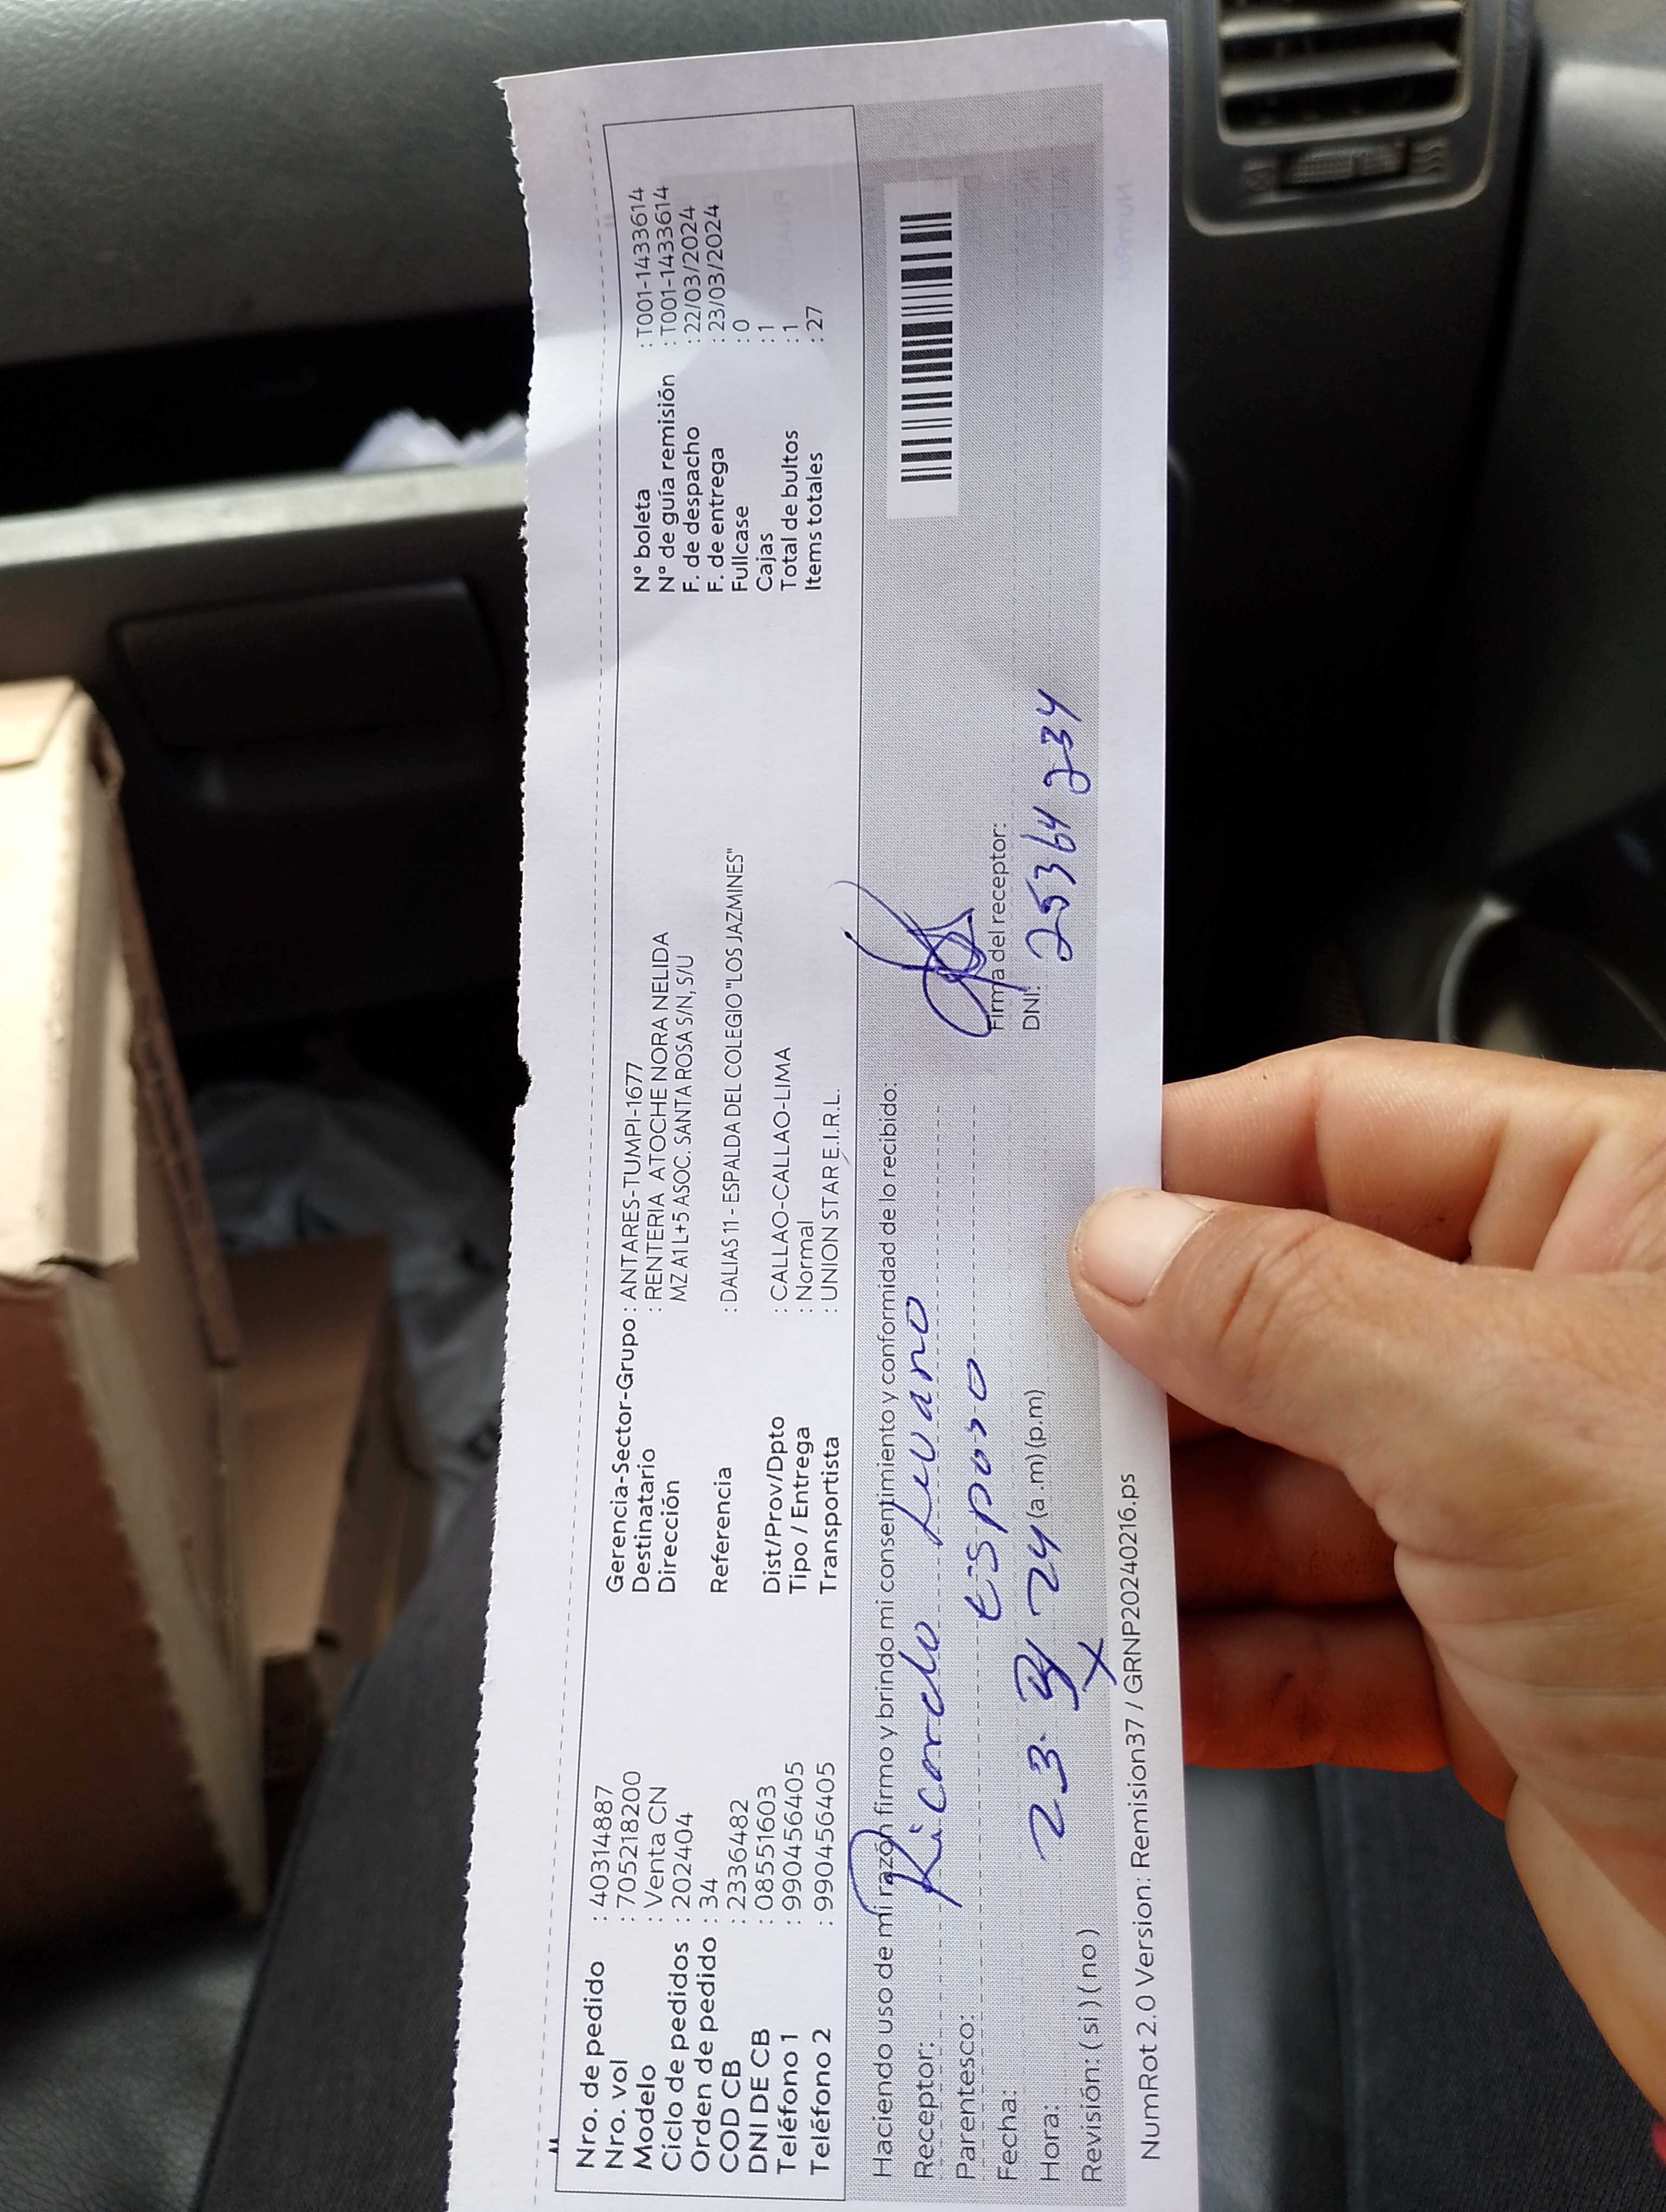 Nro. de pedido : 40314887
Nro. vol : 705218200
Modelo : Venta CN
Ciclo de pedidos : 202404
Orden de pedido : 34
COD CB : 2336482
DNI DE CB : 08551603
Teléfono 1 : 990456405
Teléfono 2 : 990456405
Gerencia-Sector-Grupo : ANTARES-TUMPI-1677
Destinatario : RENTERIA ATOCHE NORA NELIDA
Dirección MZ A1 L+5 ASOC. SANTA ROSA S/N, S/U
Referencia : DALIAS 11 - ESPALDA DEL COLEGIO "LOS JAZMINES"
Dist/Prov/Dpto : CALLAO-CALLAO-LIMA
Tipo / Entrega : Normal
Transportista : UNION STAR E.I.R.L.
N° boleta : T001-1433614
N° de guía remisión : T001-1433614
F. de despacho : 22/03/2024
F. de entrega : 23/03/2024
Fullcase : 0
Cajas : 1
Total de bultos : 1
Items totales : 27
Haciendo uso de mi razón firmo y brindo mi consentimiento y conformidad de lo recibido:
Receptor: Ricardo Luvano
Parentesco: Esposo
Fecha: 23 24
Hora: (a.m) (p.m)
Revisión: ( si ) ( no ) X
Firma del receptor:
DNI: 25364234
NumRot 2.0 Version: Remision37 / GRNP20240216.ps